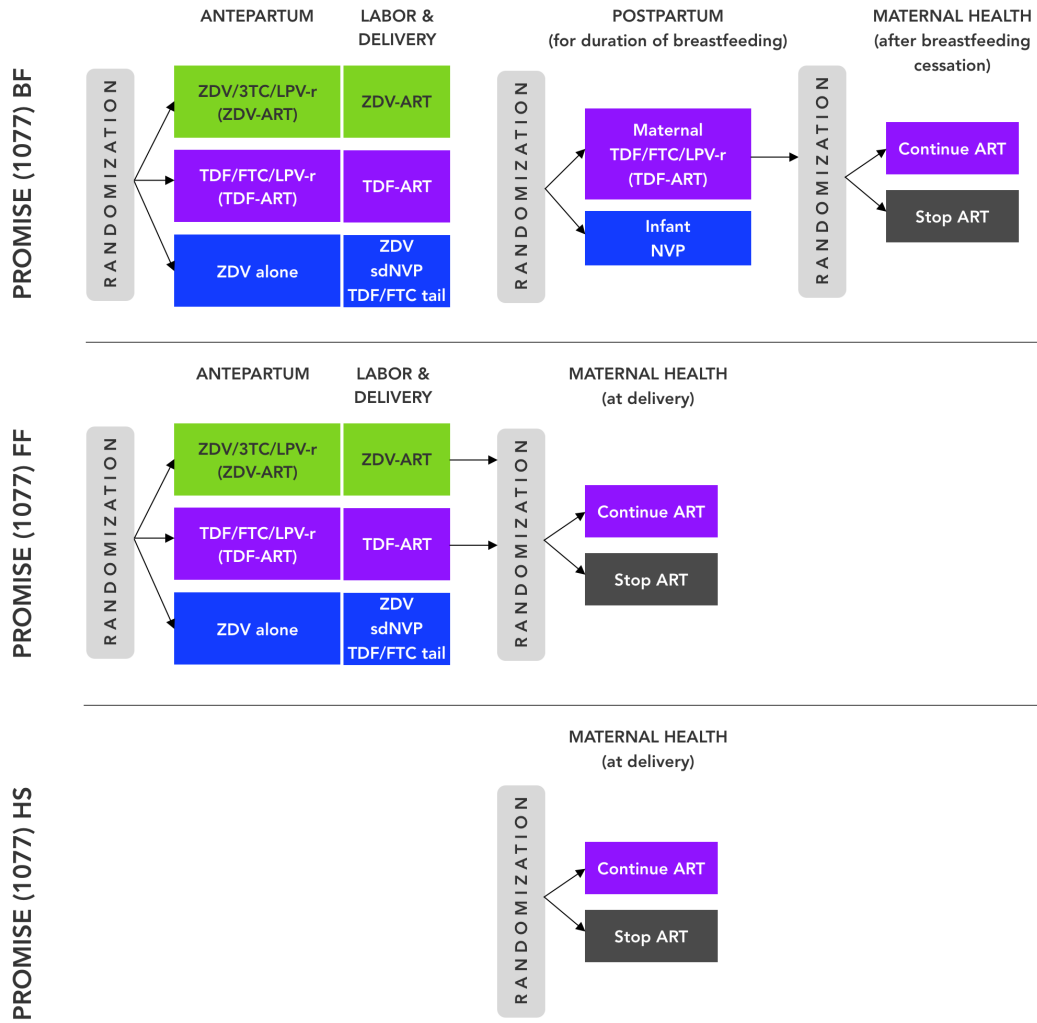 PROMISE (1077) BF
ANTEPARTUM
LABOR &
DELIVERY
POSTPARTUM
(for duration of breastfeeding)
MATERNAL HEALTH
(after breastfeeding
cessation)
RANDOMIZATION
ZDV/3TC/LPV-r
(ZDV-ART)
ZDV-ART
TDF/FTC/LPV-r
(TDF-ART)
TDF-ART
ZDV alone
ZDV
sdNVP
TDF/FTC tail
RANDOMIZATION
Maternal
TDF/FTC/LPV-r
(TDF-ART)
Infant
NVP
RANDOMIZATION
Continue ART
Stop ART
PROMISE (1077) FF
ANTEPARTUM
LABOR &
DELIVERY
MATERNAL HEALTH
(at delivery)
RANDOMIZATION
ZDV/3TC/LPV-r
(ZDV-ART)
ZDV-ART
TDF/FTC/LPV-r
(TDF-ART)
TDF-ART
ZDV alone
ZDV
sdNVP
TDF/FTC tail
RANDOMIZATION
Continue ART
Stop ART
PROMISE (1077) HS
MATERNAL HEALTH
(at delivery)
RANDOMIZATION
Continue ART
Stop ART